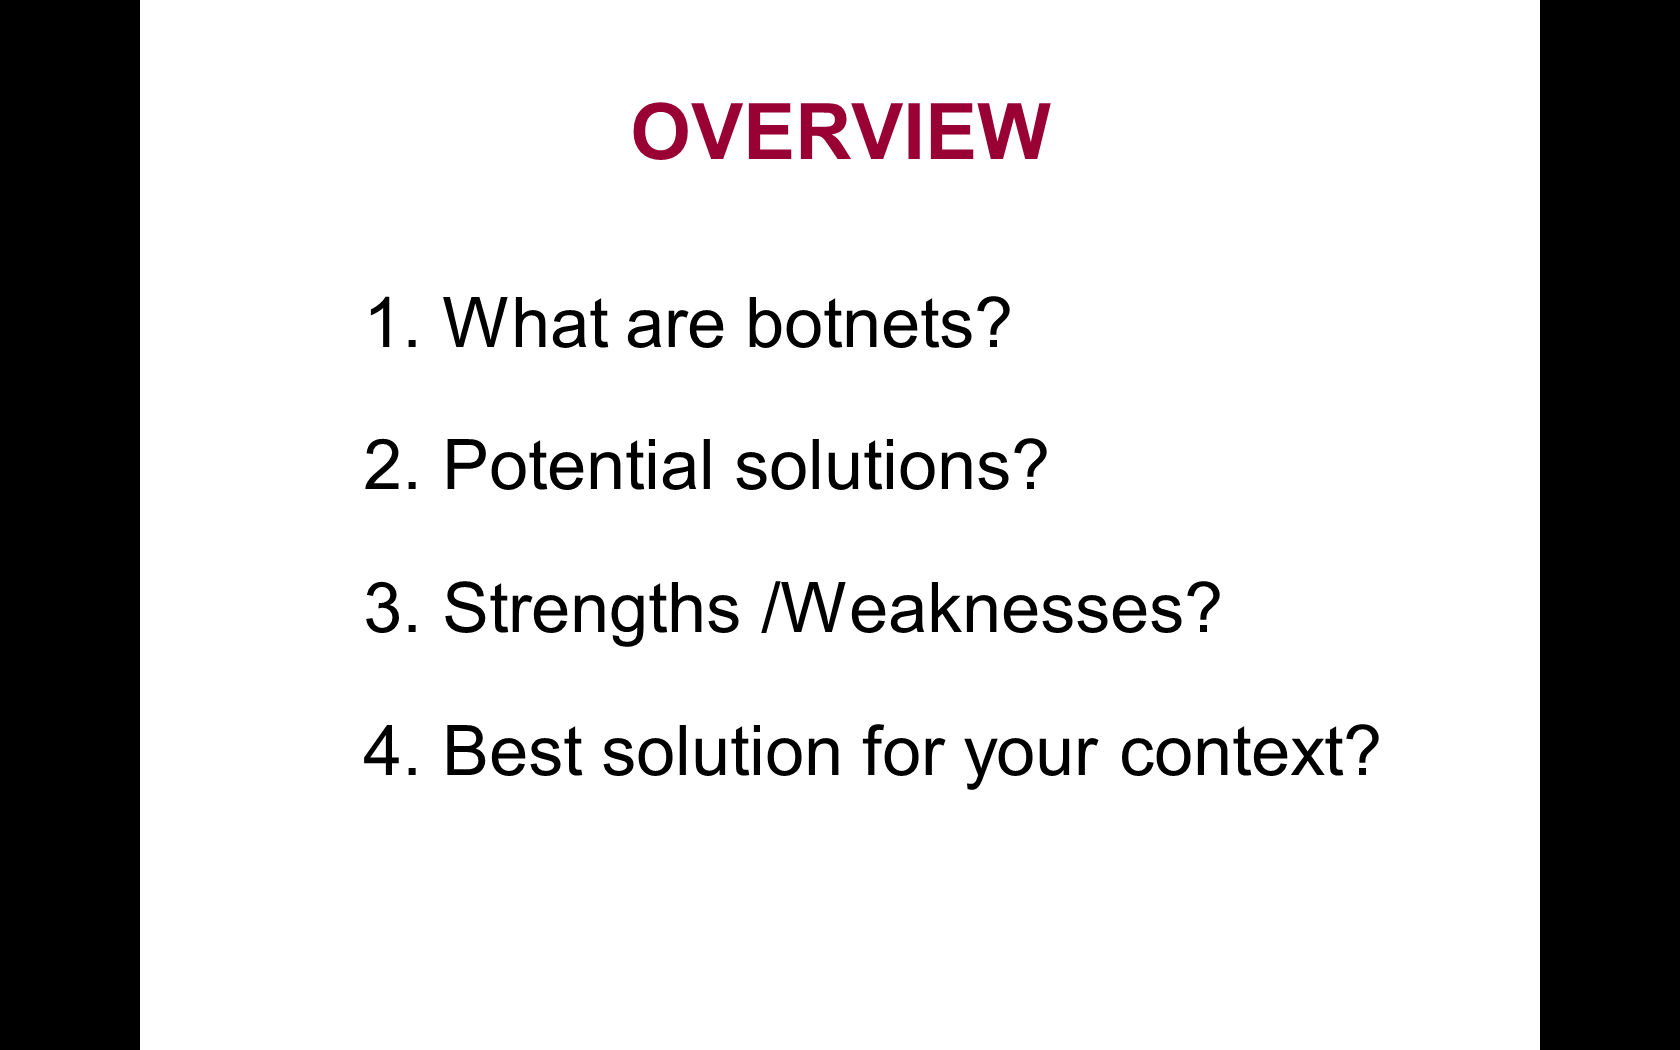 OVERVIEW
1. What are botnets?
2. Potential solutions?
3. Strengths /Weaknesses?
4. Best solution for your context?